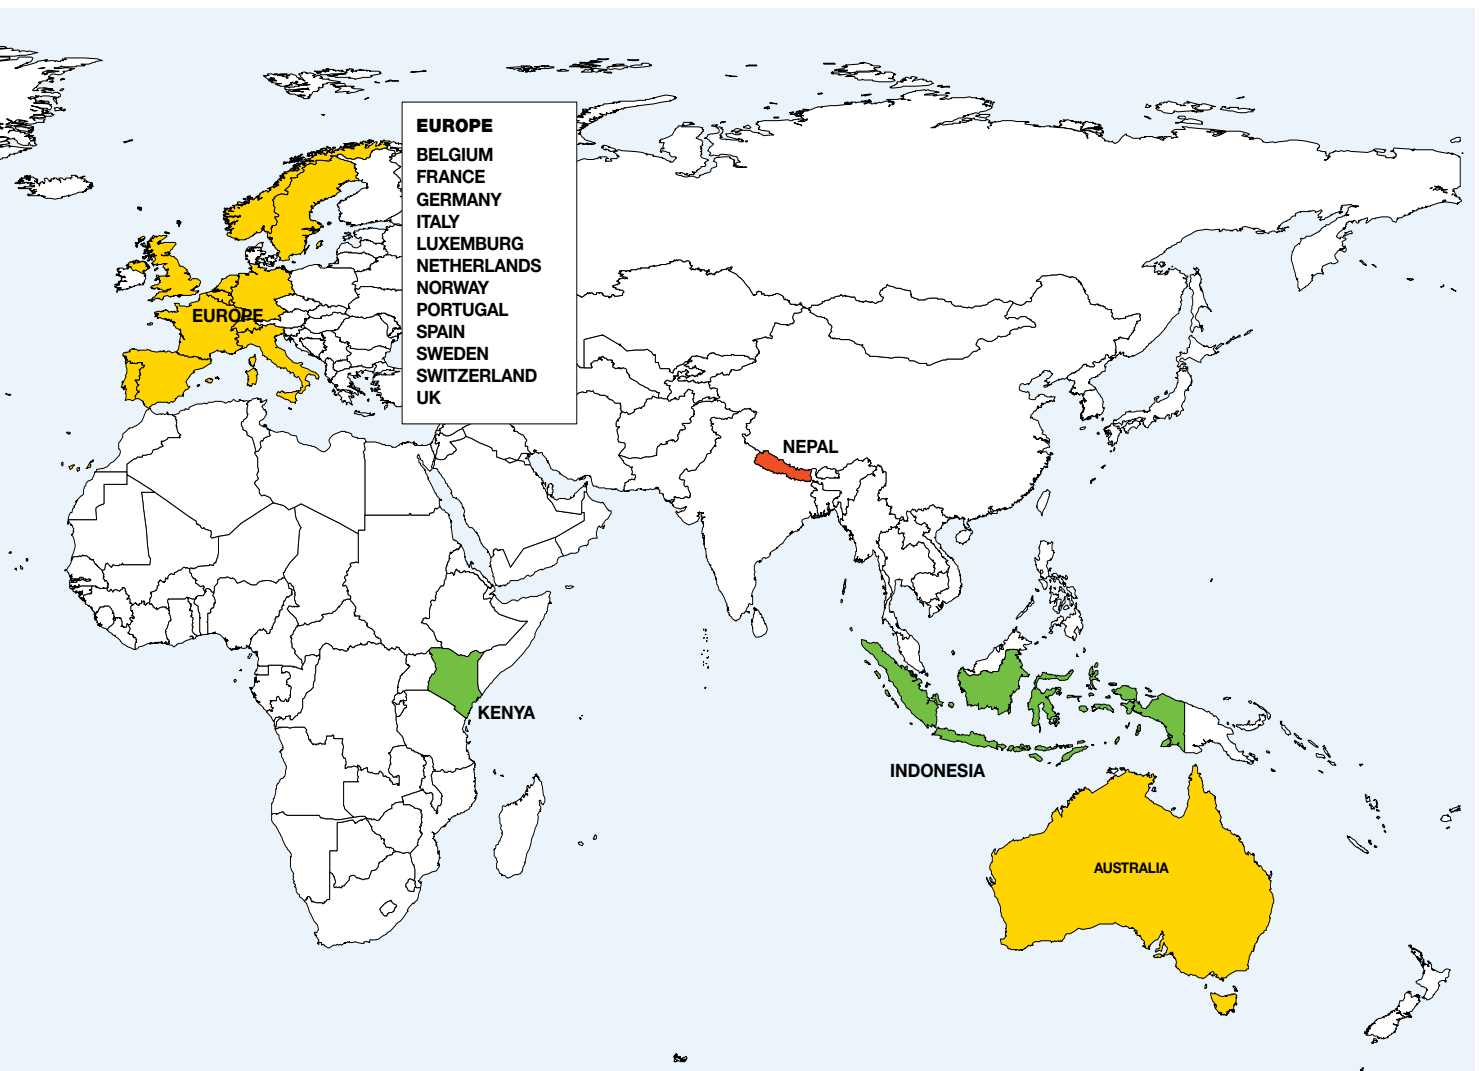 EUROPE
BELGIUM
FRANCE
GERMANY
ITALY
LUXEMBURG
NETHERLANDS
NORWAY
PORTUGAL
SPAIN
SWEDEN
SWITZERLAND
UK
EUROPE
NEPAL
KENYA
INDONESIA
AUSTRALIA